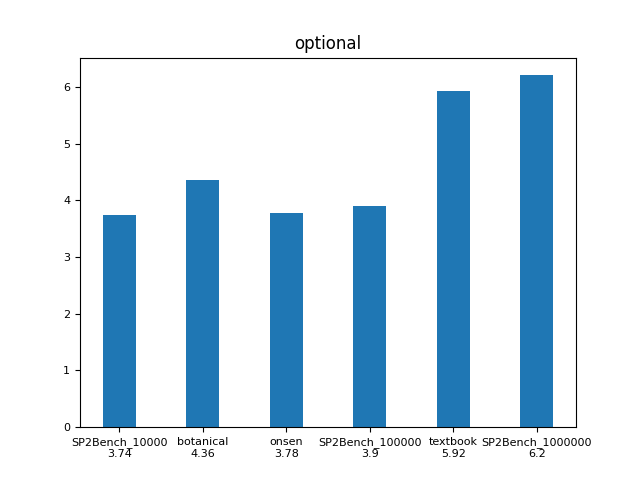 optional
6
5
4
3
2
1
0
SP2Bench_10000 botanical onsen SP2Bench_100000 textbook SP2Bench_1000000
3.74 4.36 3.78 3.9 5.92 6.2